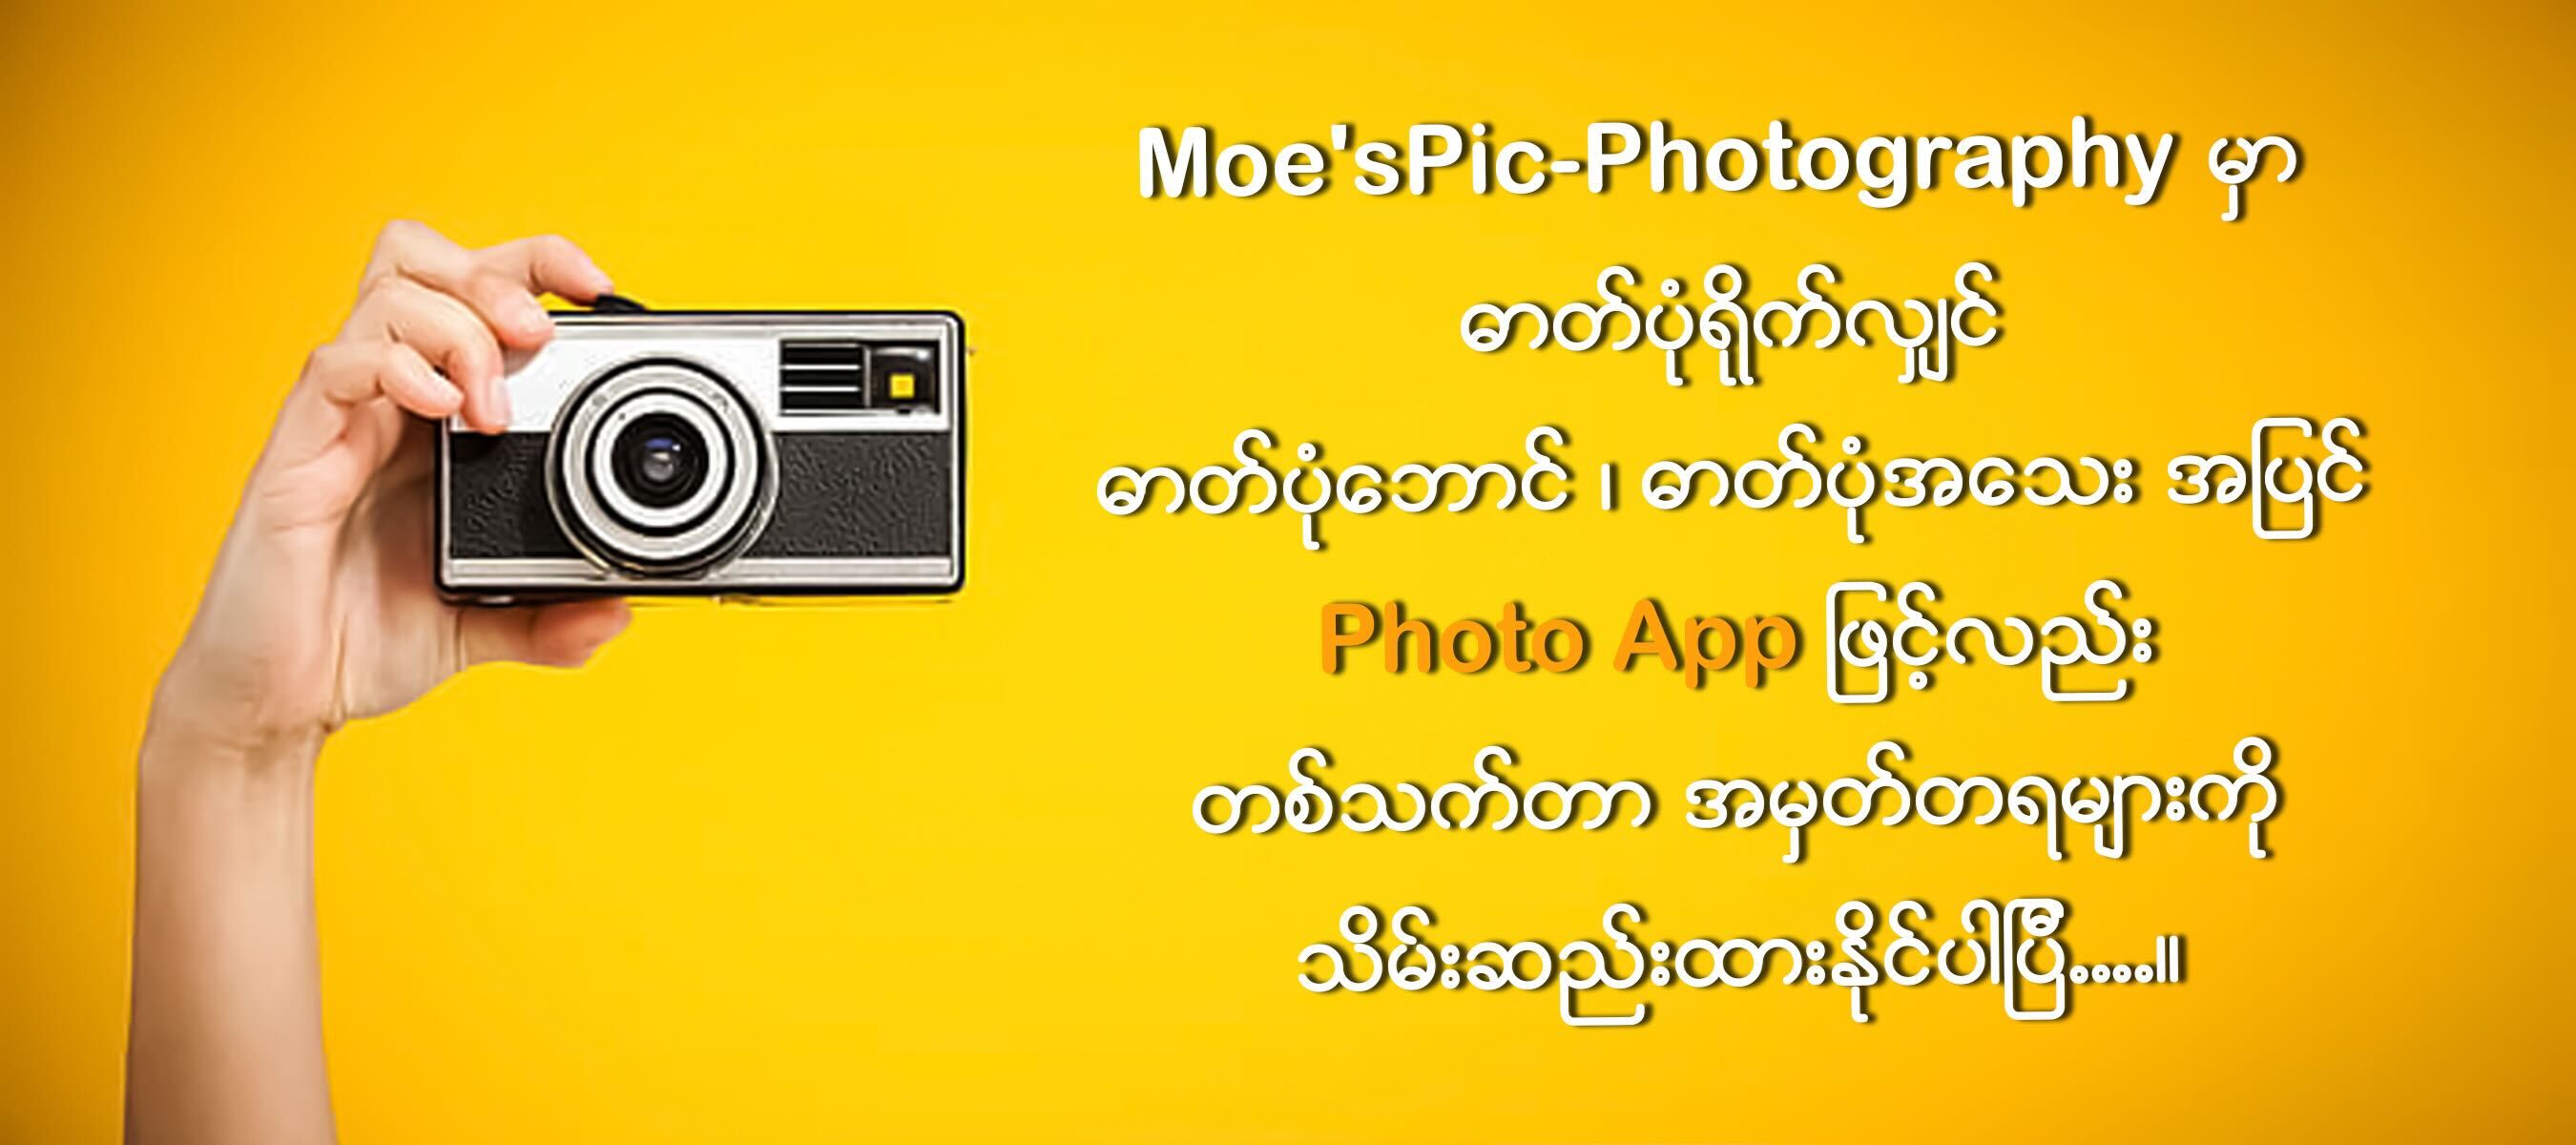 Moe'sPic-Photography မှာ
ဓာတ်ပုံရိုက်လျှင်
ဓာတ်ပုံဘောင် ၊ ဓာတ်ပုံအသေး အပြင်
Photo App ဖြင့်လည်း
တစ်သက်တာ အမှတ်တရများကို
သိမ်းဆည်းထားနိုင်ပါပြီ....။